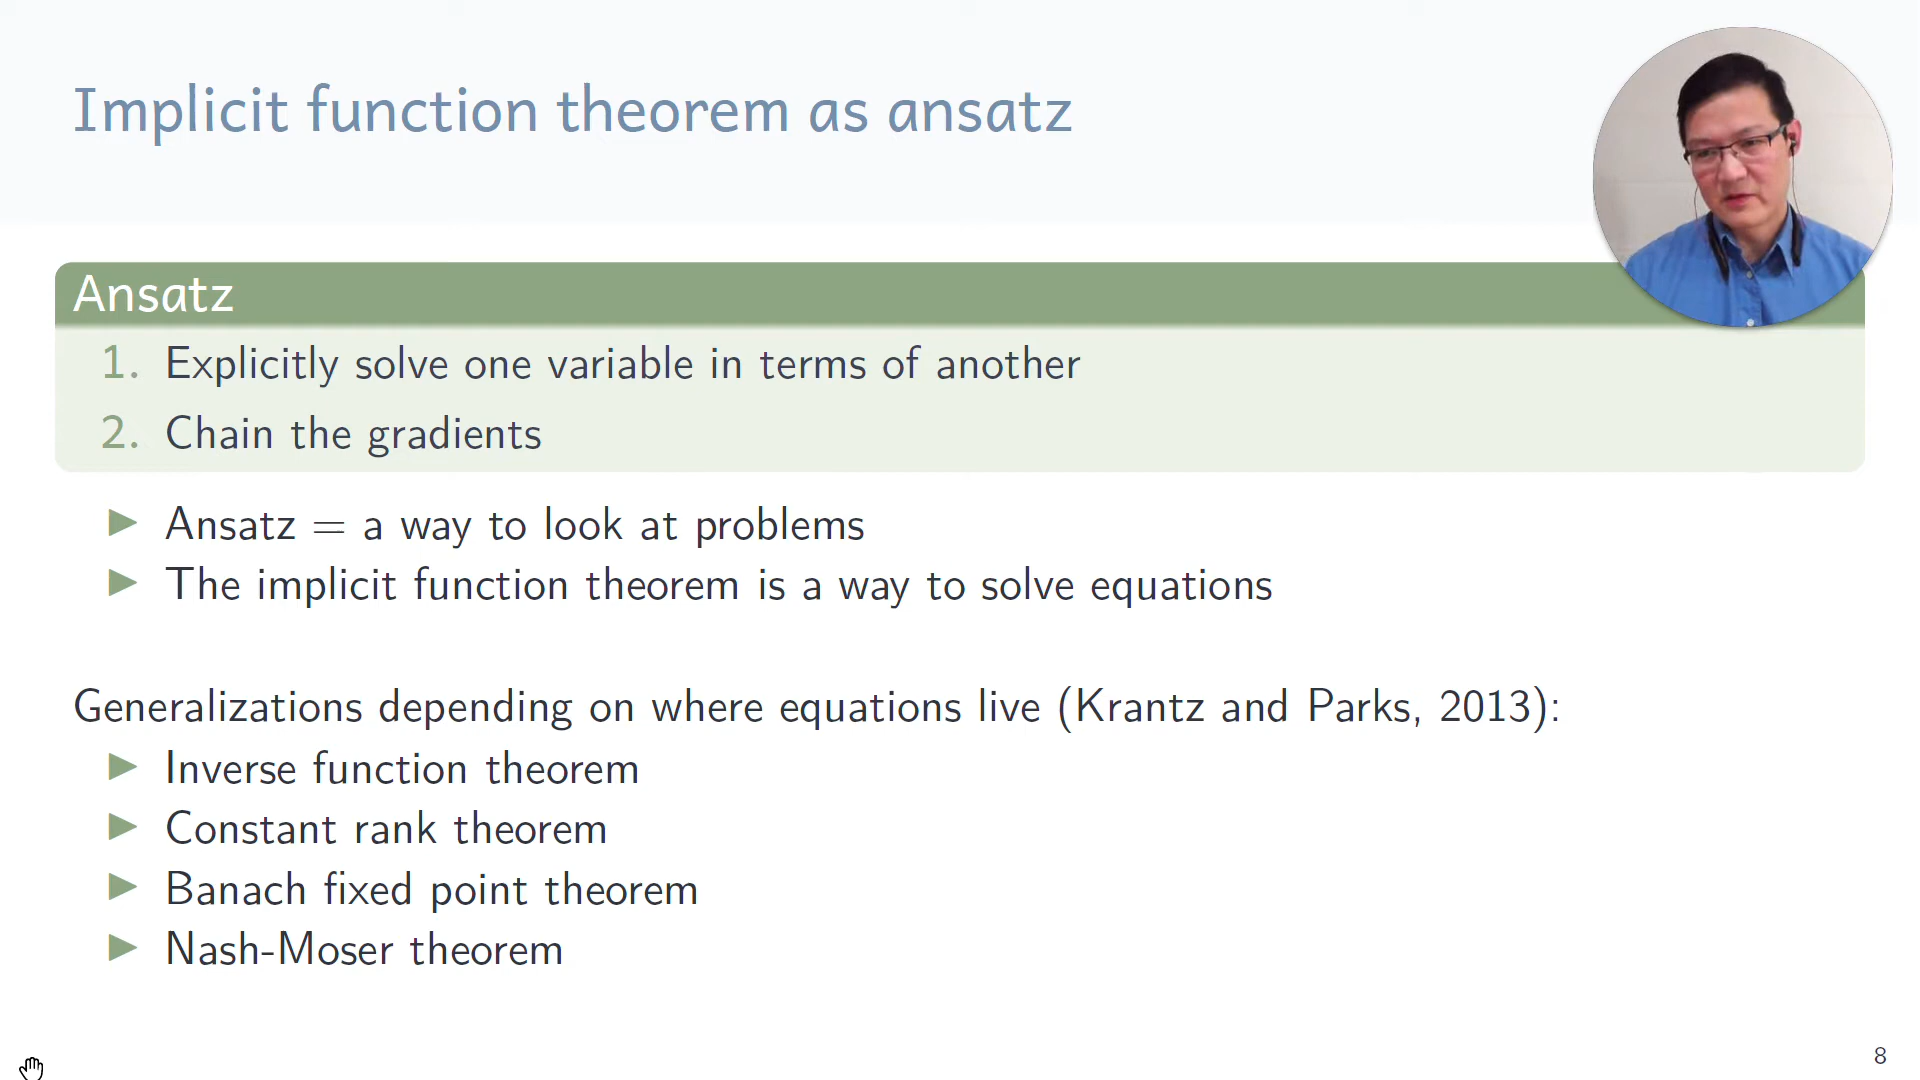 Implicit function theorem as ansatz
Ansatz
1. Explicitly solve one variable in terms of another
2. Chain the gradients
▶ Ansatz = a way to look at problems
▶ The implicit function theorem is a way to solve equations
Generalizations depending on where equations live (Krantz and Parks, 2013):
▶ Inverse function theorem
▶ Constant rank theorem
▶ Banach fixed point theorem
▶ Nash-Moser theorem
8